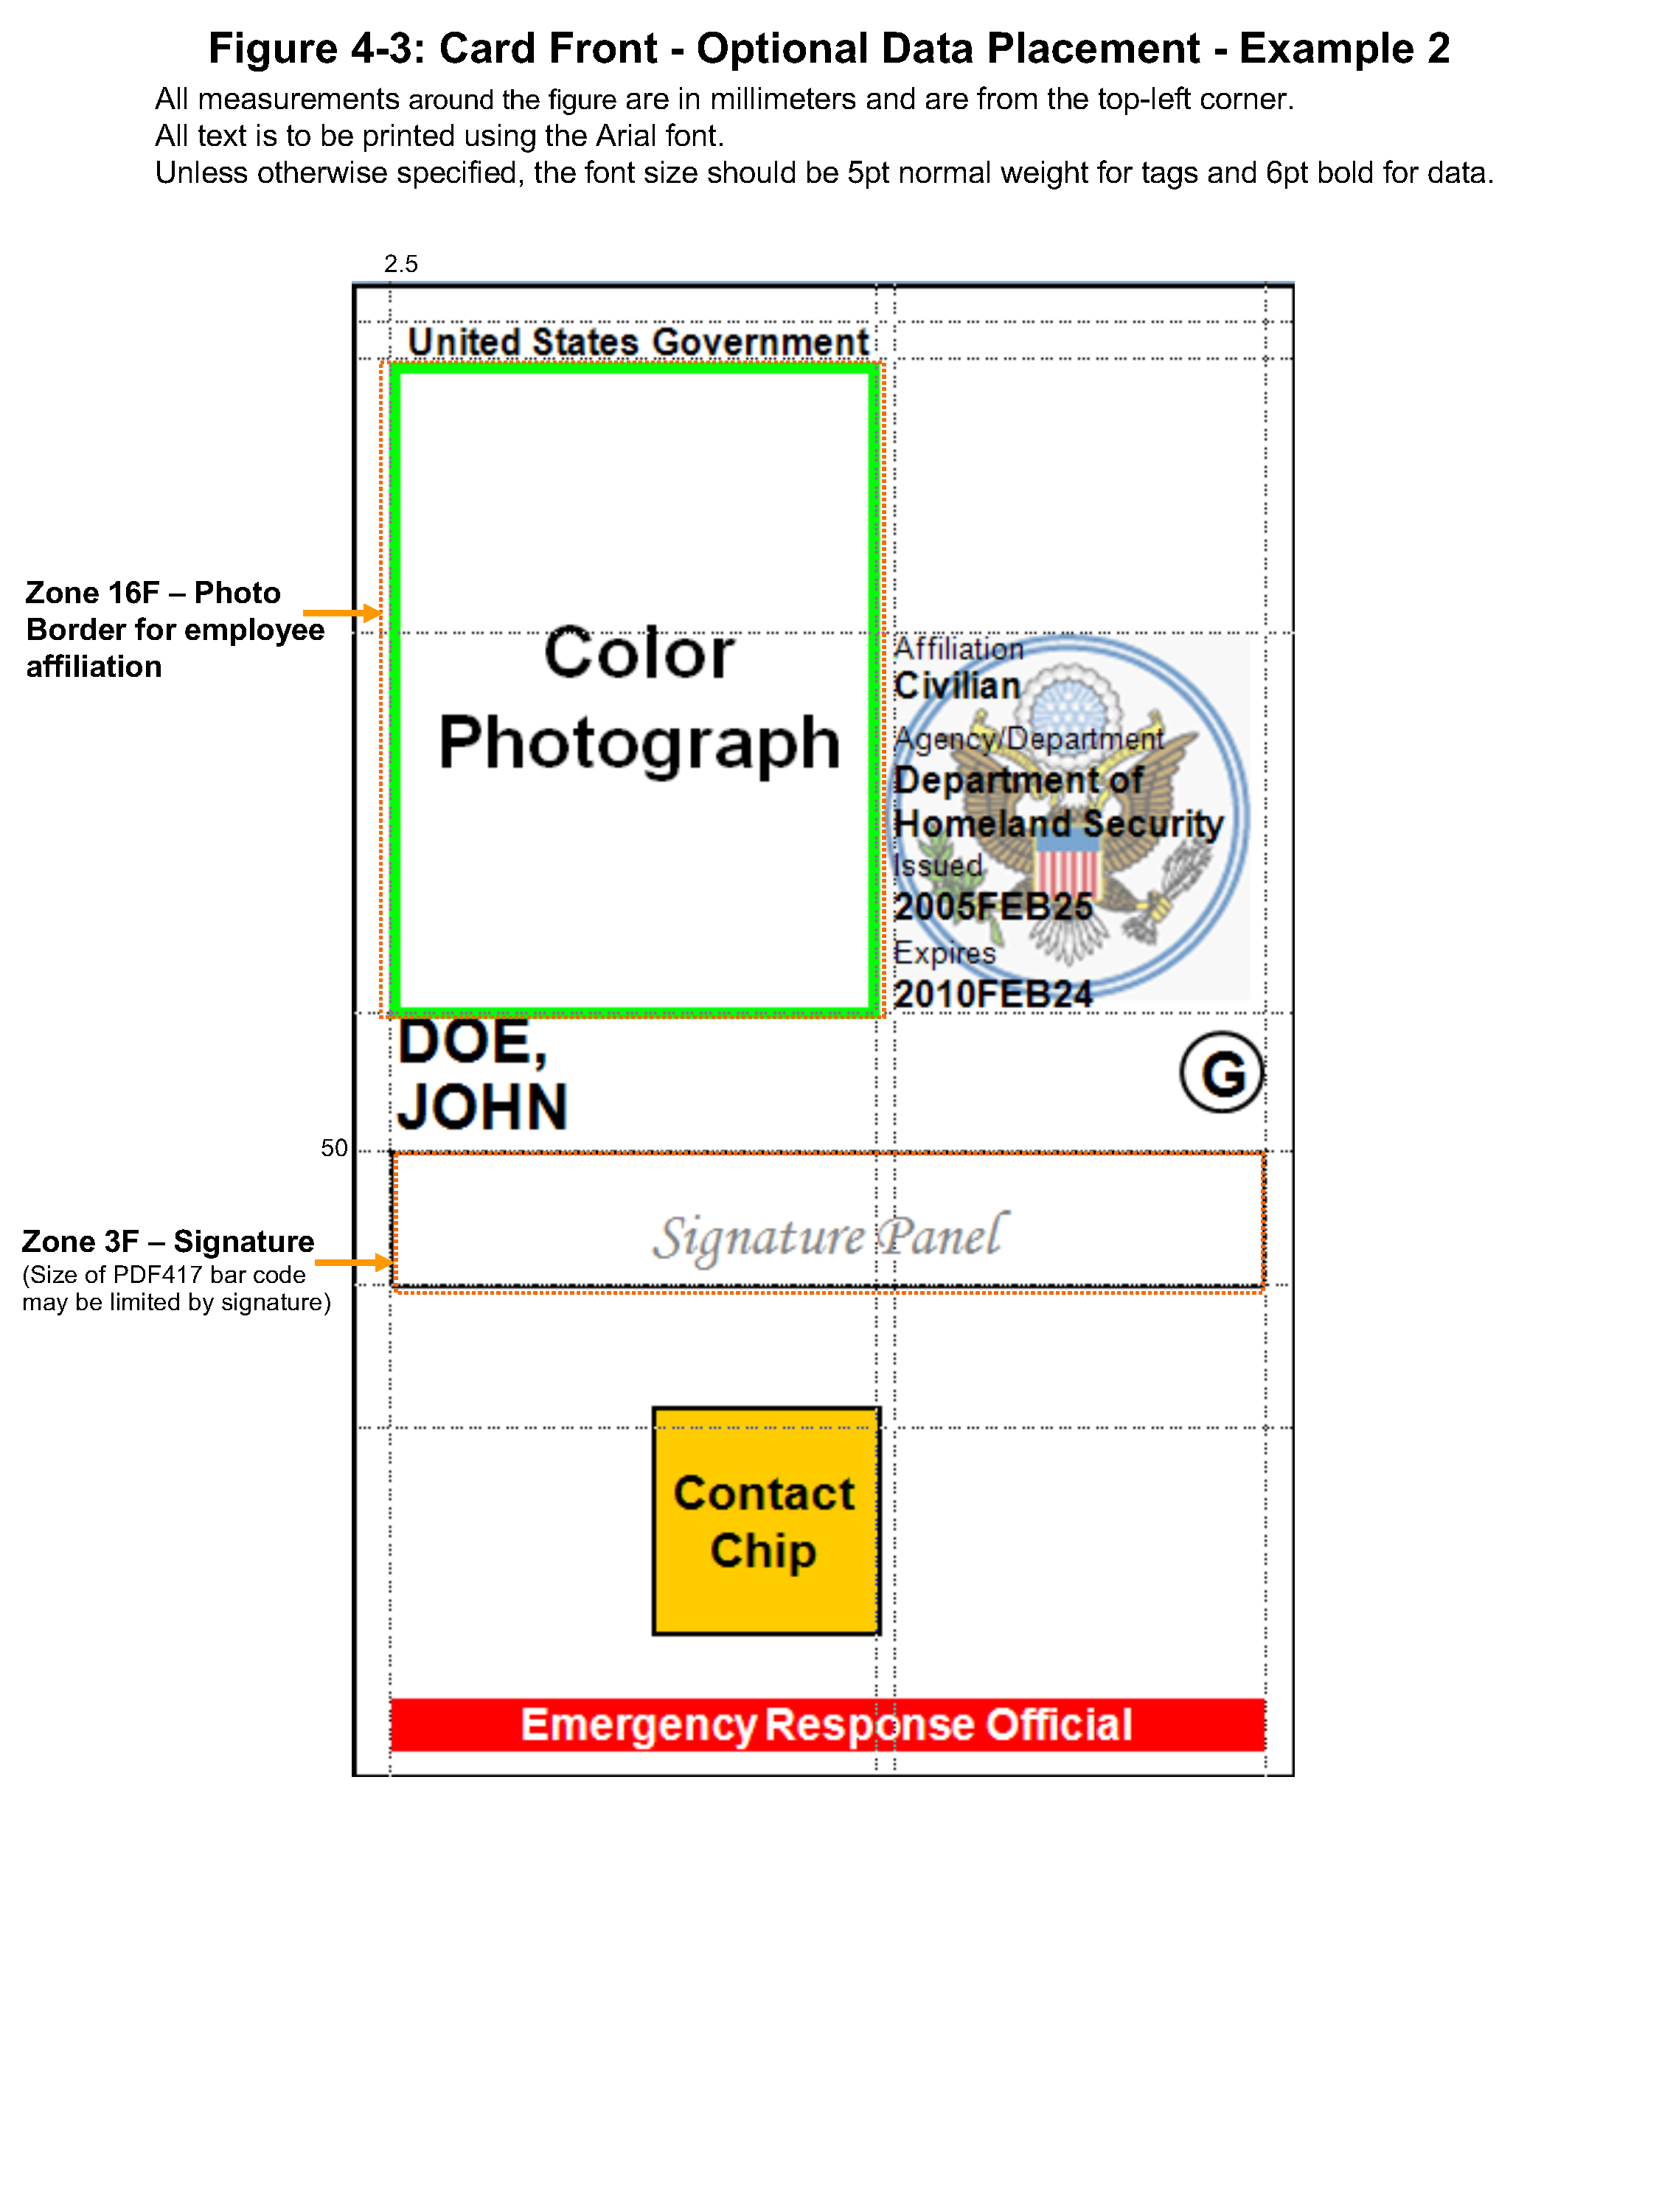 Figure 4-3: Card Front - Optional Data Placement - Example 2
All measurements around the figure are in millimeters and are from the top-left corner.
All text is to be printed using the Arial font.
Unless otherwise specified, the font size should be 5pt normal weight for tags and 6pt bold for data.
2.5
United States Government
Zone 16F – Photo
Border for employee
affiliation
Color
Photograph
Affiliation
Civilian
Agency/Department
Department of
Homeland Security
Issued
2005FEB25
Expires
2010FEB24
DOE,
JOHN
G
50
Signature Panel
Zone 3F – Signature
(Size of PDF417 bar code
may be limited by signature)
Contact
Chip
Emergency Response Official